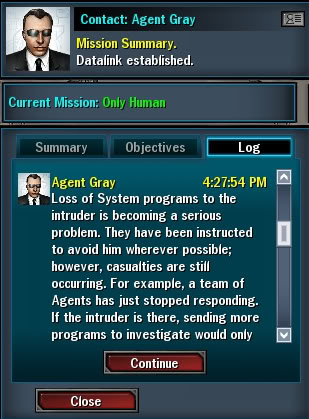 Contact: Agent Gray
Mission Summary.
Datalink established.
Current Mission: Only Human
Summary
Objectives
Log
Agent Gray 4:27:54 PM
Loss of System programs to the
intruder is becoming a serious
problem. They have been instructed
to avoid him wherever possible;
however, casualties are still
occurring. For example, a team of
Agents has just stopped responding.
If the intruder is there, sending more
programs to investigate would only
Continue
Close